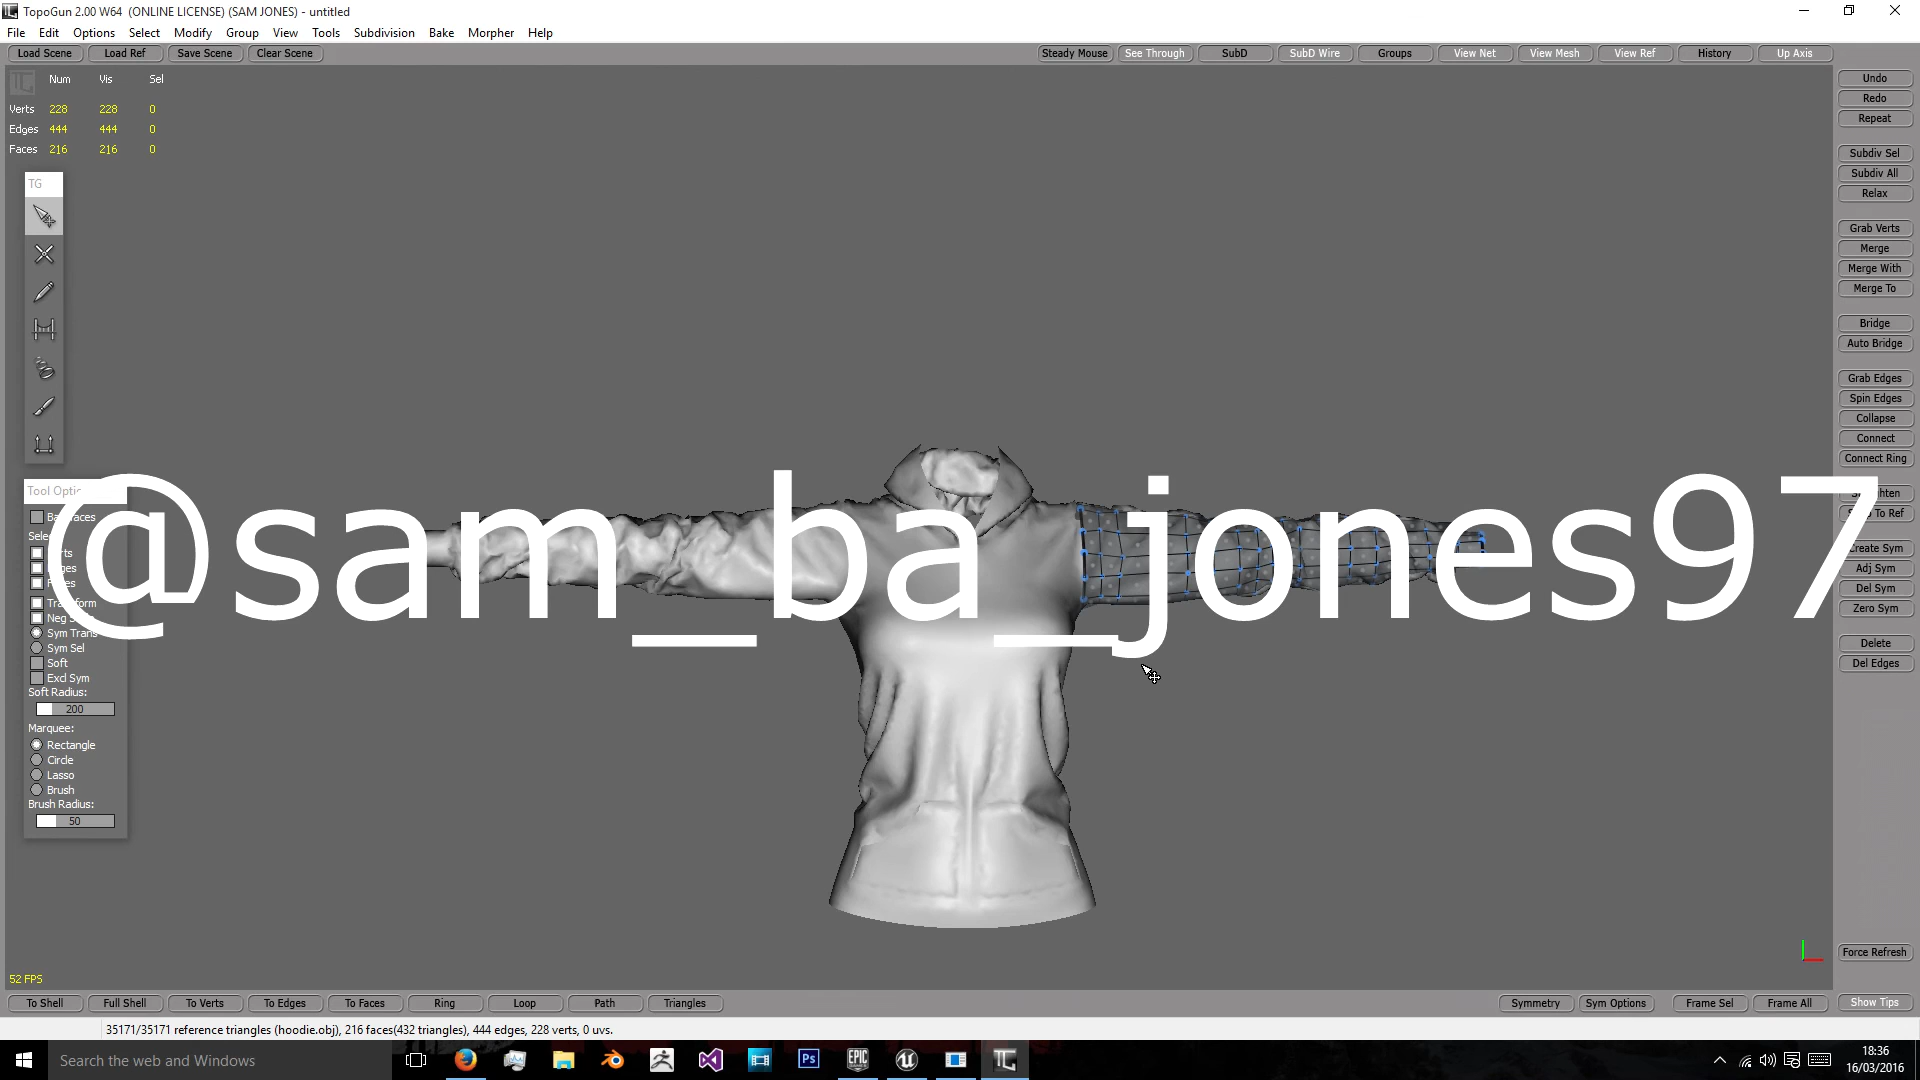 TopoGun 2.00 W64 (ONLINE LICENSE) (SAM JONES) - untitled
File Edit Options Select Modify Group View Tools Subdivision Bake Morpher Help
Load Scene Load Ref Save Scene Clear Scene Steady Mouse See Through SubD SubD Wire Groups View Net View Mesh View Ref History Up Axis
Num Vis Sel
Verts 228 228 0
Edges 444 444 0
Faces 216 216 0
TG
Tool Optio
Sym Trans
Sym Sel
Soft
Excl Sym
Soft Radius:
200
Marquee:
Rectangle
Circle
Lasso
Brush
Brush Radius:
50
@sam_ba_jones97
Undo
Redo
Repeat
Subdiv Sel
Subdiv All
Relax
Grab Verts
Merge
Merge With
Merge To
Bridge
Auto Bridge
Grab Edges
Spin Edges
Collapse
Connect
Connect Ring
To Ref
Create Sym
Adj Sym
Del Sym
Zero Sym
Delete
Del Edges
Force Refresh
52 FPS
To Shell Full Shell To Verts To Edges To Faces Ring Loop Path Triangles Symmetry Sym Options Frame Sel Frame All Show Tips
35171/35171 reference triangles (hoodie.obj), 216 faces(432 triangles), 444 edges, 228 verts, 0 uvs.
Search the web and Windows
Ps
EPIC
18:36
16/03/2016